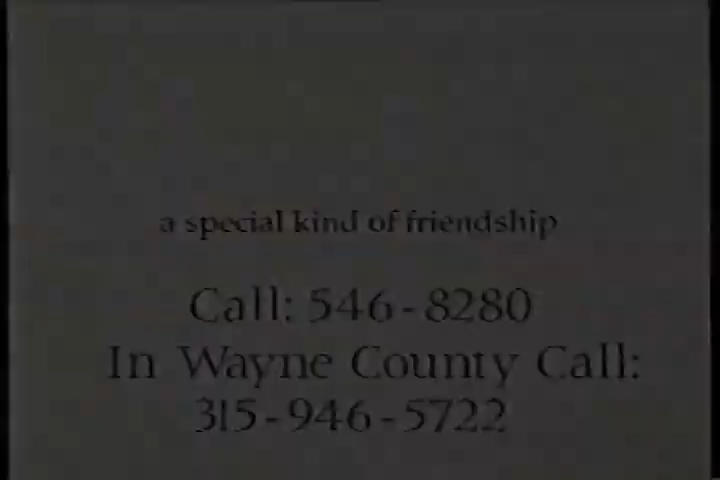 a special kind of friendship
Call: 546-8280
In Wayne County Call:
315-946-5722